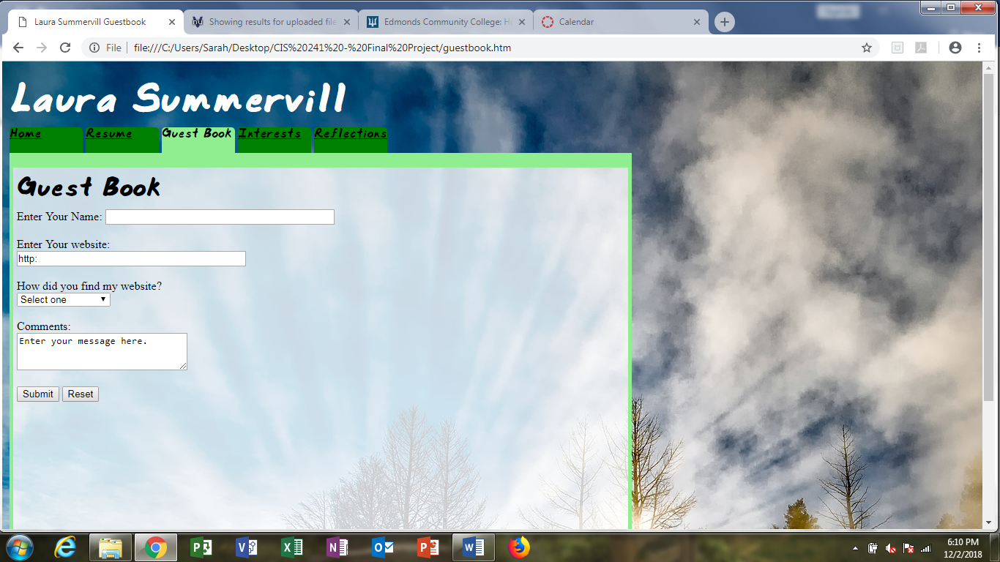 Laura Summervill Guestbook
Showing results for uploaded file
Edmonds Community College: H
Calendar
File
file:///C:/Users/Sarah/Desktop/CIS%20241%20-%20Final%20Project/guestbook.htm
Laura Summervill
Home Resume Guest Book Interests Reflections
Guest Book
Enter Your Name:
Enter Your website:
http:
How did you find my website?
Select one
Comments:
Enter your message here.
Submit Reset
6:10 PM
12/2/2018